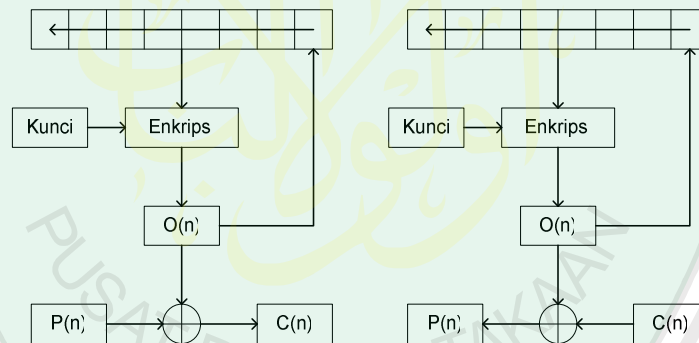 Kunci Enkrips Kunci Enkrips
O(n) O(n)
P(n) C(n) P(n) C(n)